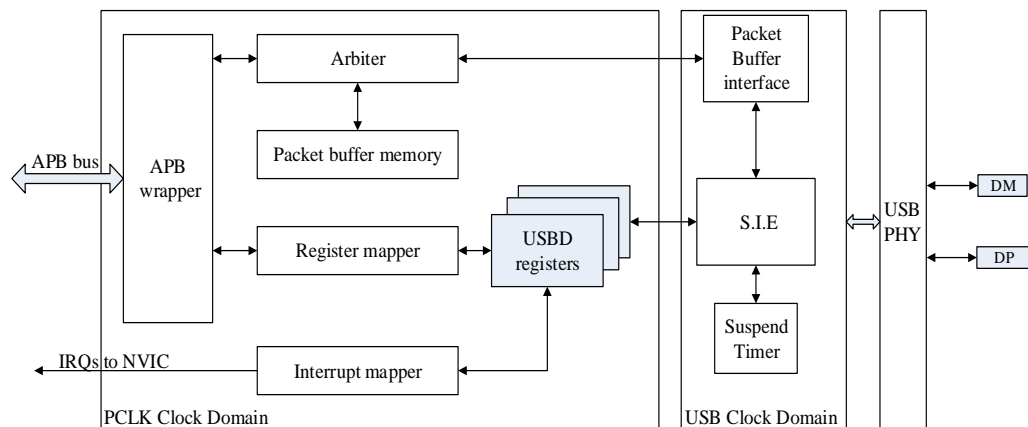 Arbiter
Packet
Buffer
interface
APB bus
Packet buffer memory
APB
wrapper
DM
USB
PHY
S.I.E
Register mapper
USBD
registers
DP
Suspend
Timer
IRQs to NVIC
Interrupt mapper
PCLK Clock Domain
USB Clock Domain